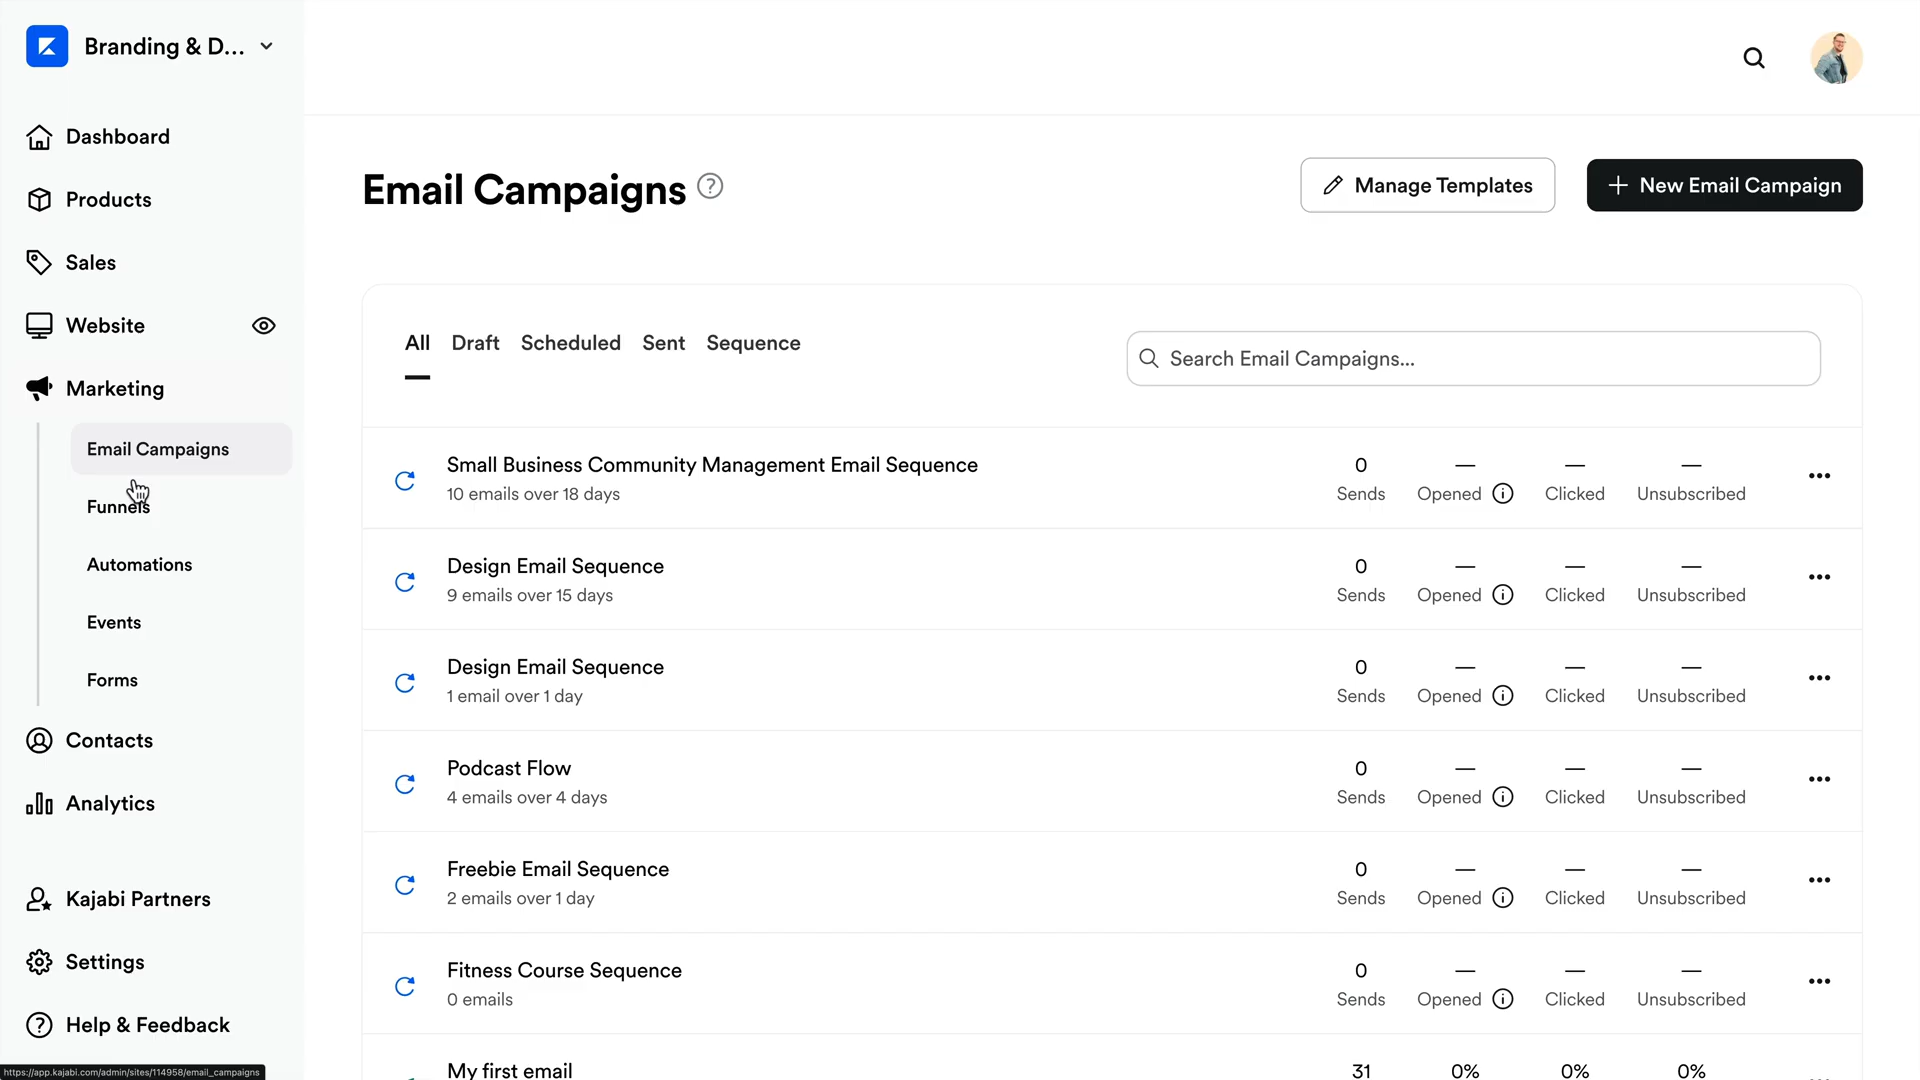 Branding & D...
Dashboard
Products
Sales
Website
Marketing
Email Campaigns
Funnels
Automations
Events
Forms
Contacts
Analytics
Kajabi Partners
Settings
Help & Feedback
https://app.kajabi.com/admin/sites/114958/email_campaigns
Email Campaigns ?
Manage Templates
+ New Email Campaign
All Draft Scheduled Sent Sequence
Search Email Campaigns...
Small Business Community Management Email Sequence
10 emails over 18 days
0 — — —
Sends Opened Clicked Unsubscribed
Design Email Sequence
9 emails over 15 days
0 — — —
Sends Opened Clicked Unsubscribed
Design Email Sequence
1 email over 1 day
0 — — —
Sends Opened Clicked Unsubscribed
Podcast Flow
4 emails over 4 days
0 — — —
Sends Opened Clicked Unsubscribed
Freebie Email Sequence
2 emails over 1 day
0 — — —
Sends Opened Clicked Unsubscribed
Fitness Course Sequence
0 emails
0 — — —
Sends Opened Clicked Unsubscribed
My first email
31 0% 0% 0%